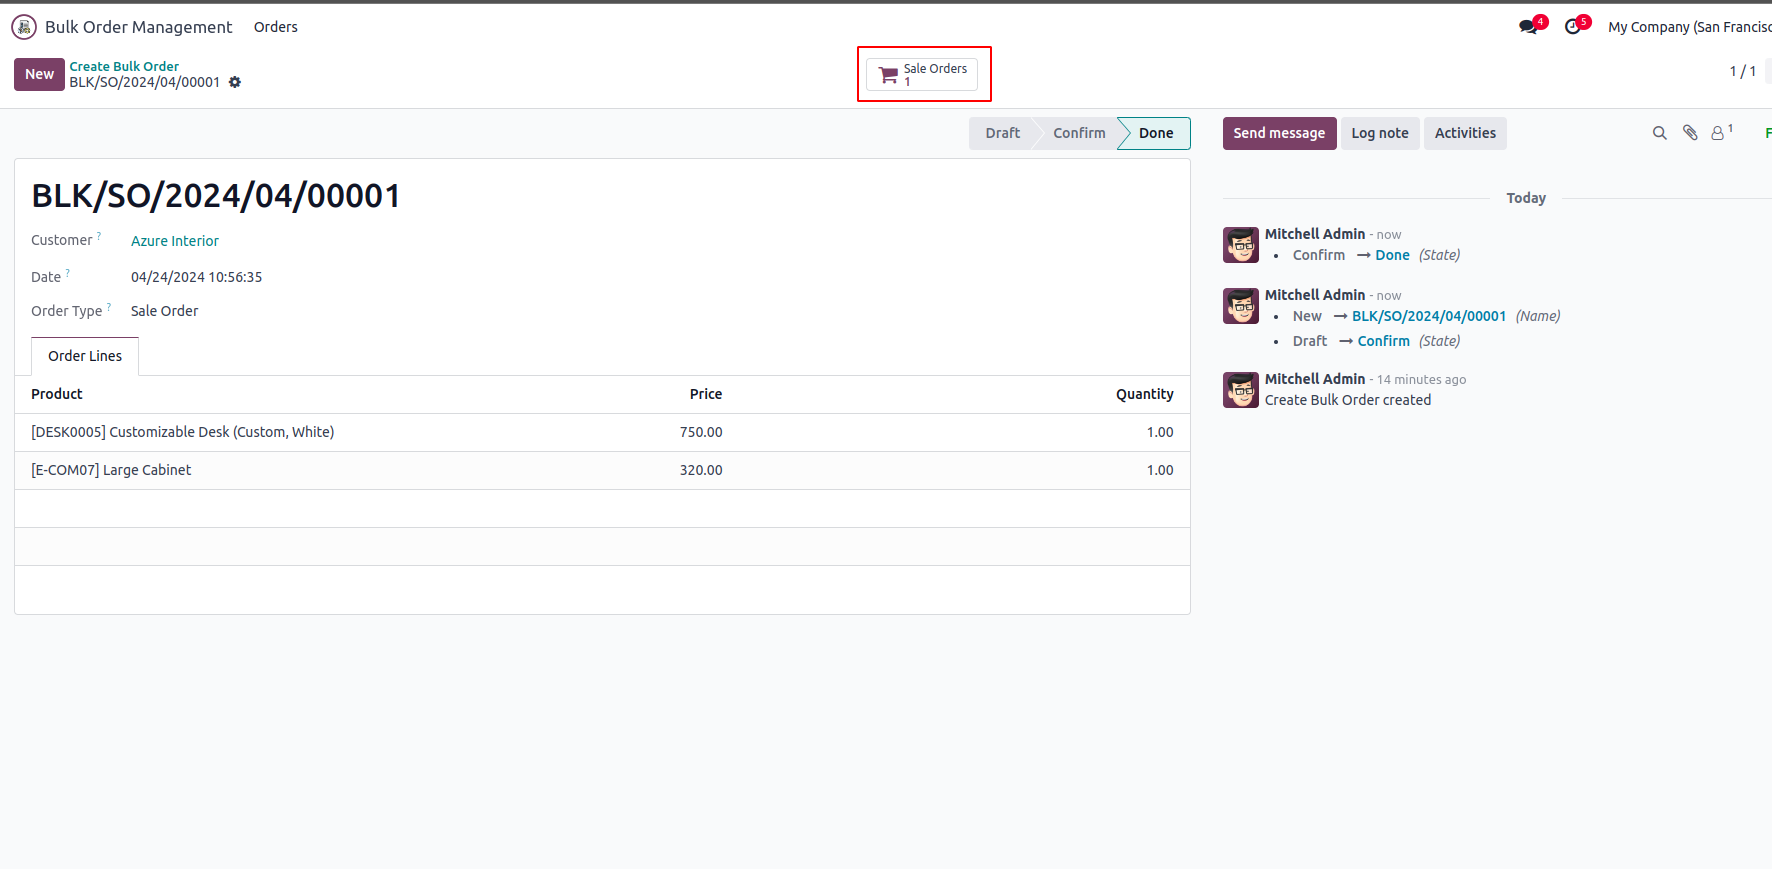 Bulk Order Management Orders
4 5 My Company (San Francisc
New Create Bulk Order
BLK/SO/2024/04/00001
Sale Orders
1
1 / 1
Draft Confirm Done
Send message Log note Activities
1
F
BLK/SO/2024/04/00001
Customer ? Azure Interior
Date ? 04/24/2024 10:56:35
Order Type ? Sale Order
Order Lines
Product Price Quantity
[DESK0005] Customizable Desk (Custom, White) 750.00 1.00
[E-COM07] Large Cabinet 320.00 1.00
Today
Mitchell Admin - now
• Confirm → Done (State)
Mitchell Admin - now
• New → BLK/SO/2024/04/00001 (Name)
• Draft → Confirm (State)
Mitchell Admin - 14 minutes ago
Create Bulk Order created